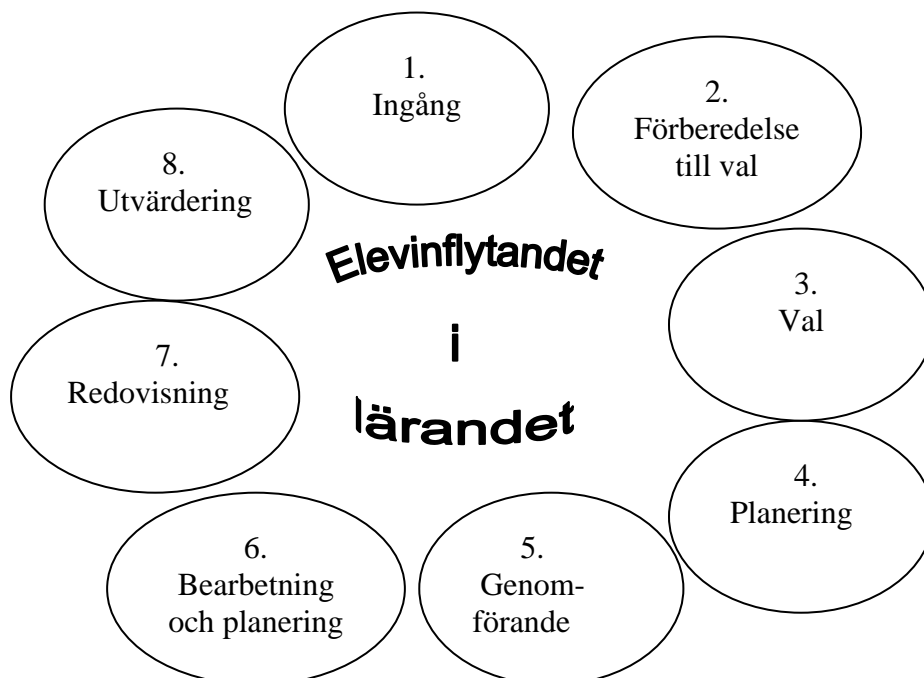 1.
Ingång
2.
Förberedelse
till val
3.
Val
4.
Planering
5.
Genom-
förande
6.
Bearbetning
och planering
7.
Redovisning
8.
Utvärdering
Elevinflytandet
i
lärandet